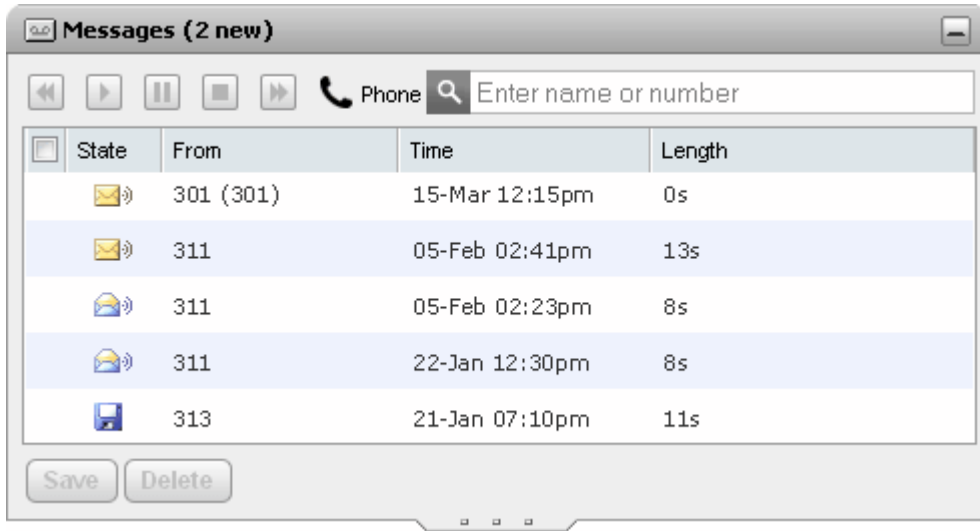 Messages (2 new)
Phone Enter name or number
State From Time Length
301 (301) 15-Mar 12:15pm 0s
311 05-Feb 02:41pm 13s
311 05-Feb 02:23pm 8s
311 22-Jan 12:30pm 8s
313 21-Jan 07:10pm 11s
Save Delete